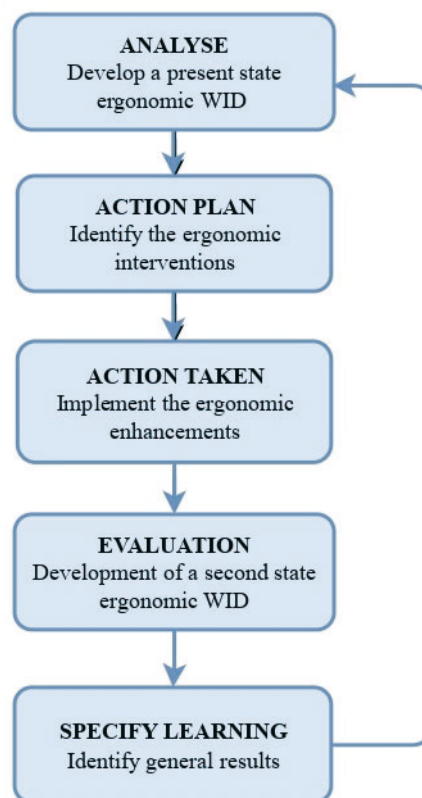 ANALYSE
Develop a present state
ergonomic WID
ACTION PLAN
Identify the ergonomic
interventions
ACTION TAKEN
Implement the ergonomic
enhancements
EVALUATION
Development of a second state
ergonomic WID
SPECIFY LEARNING
Identify general results